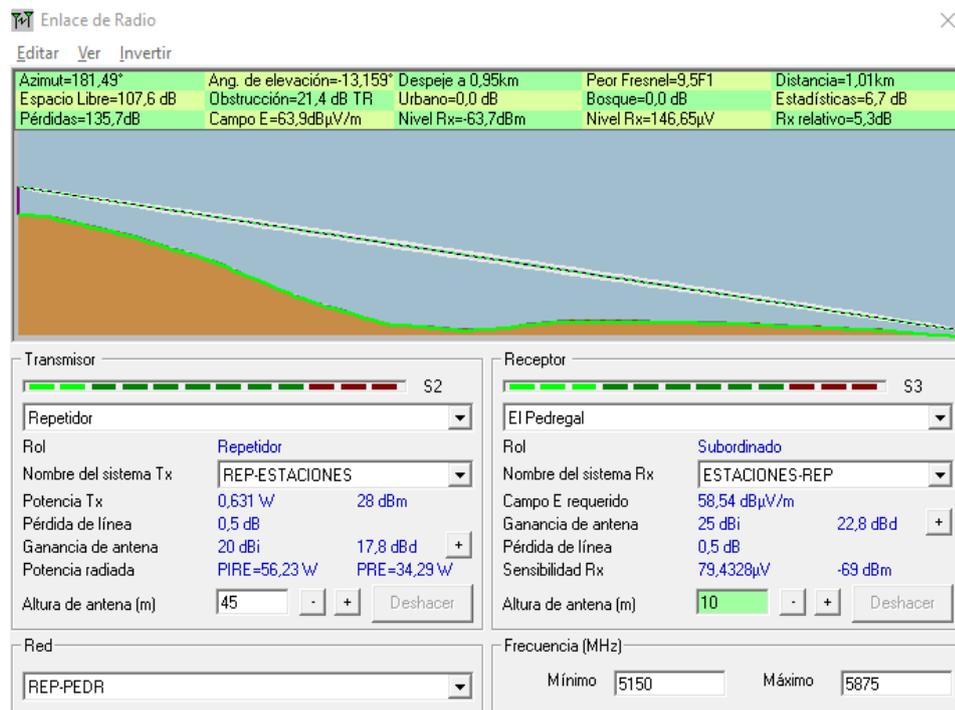 Enlace de Radio
Editar Ver Invertir
Azimut=181,49° Ang. de elevación=-13,159° Despeje a 0,95km Peor Fresnel=9,5F1 Distancia=1,01km
Espacio Libre=107,6 dB Obstrucción=21,4 dB TR Urbano=0,0 dB Bosque=0,0 dB Estadísticas=6,7 dB
Pérdidas=135,7dB Campo E=63,9dBµV/m Nivel Rx=-63,7dBm Nivel Rx=146,65µV Rx relativo=5,3dB
Transmisor
S2
Repetidor
Rol Repetidor
Nombre del sistema Tx REP-ESTACIONES
Potencia Tx 0,631 W 28 dBm
Pérdida de línea 0,5 dB
Ganancia de antena 20 dBi 17,8 dBd +
Potencia radiada PIRE=56,23 W PRE=34,29 W
Altura de antena (m) 45 - + Deshacer
Receptor
S3
El Pedregal
Rol Subordinado
Nombre del sistema Rx ESTACIONES-REP
Campo E requerido 58,54 dBµV/m
Ganancia de antena 25 dBi 22,8 dBd +
Pérdida de línea 0,5 dB
Sensibilidad Rx 79,4328µV -69 dBm
Altura de antena (m) 10 - + Deshacer
Red
REP-PEDR
Frecuencia (MHz)
Mínimo 5150 Máximo 5875